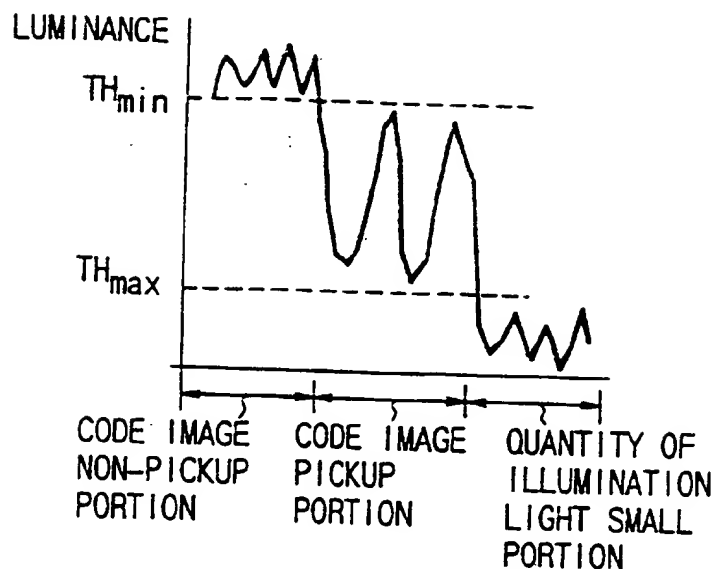 LUMINANCE
THmin
THmax
CODE IMAGE
NON-PICKUP
PORTION
CODE IMAGE
PICKUP
PORTION
QUANTITY OF
ILLUMINATION
LIGHT SMALL
PORTION